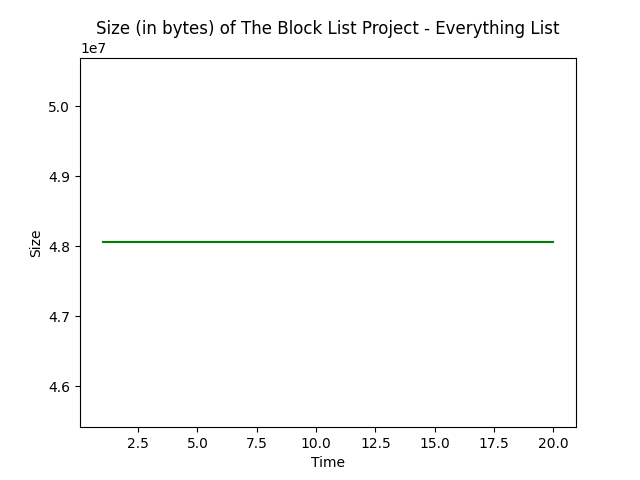 Size (in bytes) of The Block List Project - Everything List
1e7
5.0
4.9
4.8
4.7
4.6
Size
2.5 5.0 7.5 10.0 12.5 15.0 17.5 20.0
Time